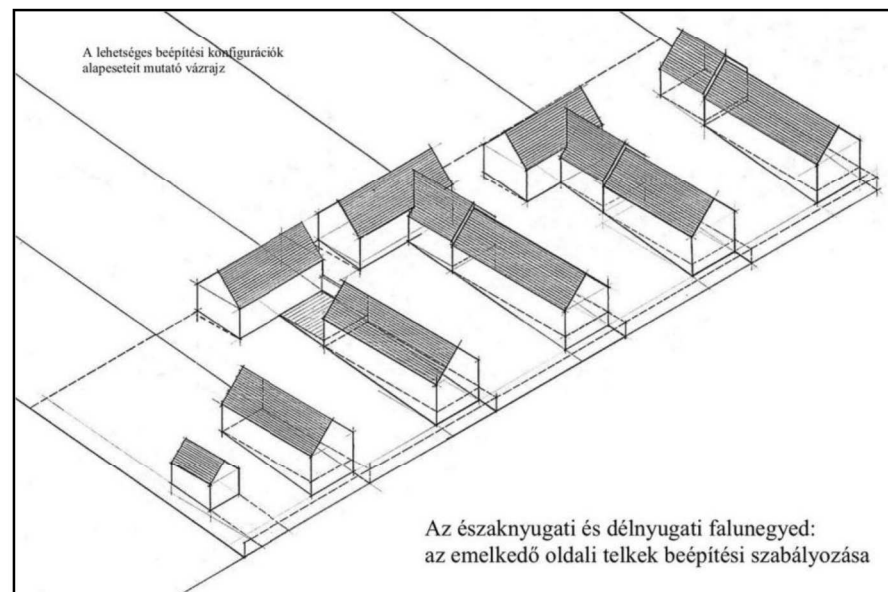 A lehetséges beépítési konfigurációk
alapeseteit mutató vázrajz
Az északnyugati és délnyugati falunegyed:
az emelkedő oldali telkek beépítési szabályozása